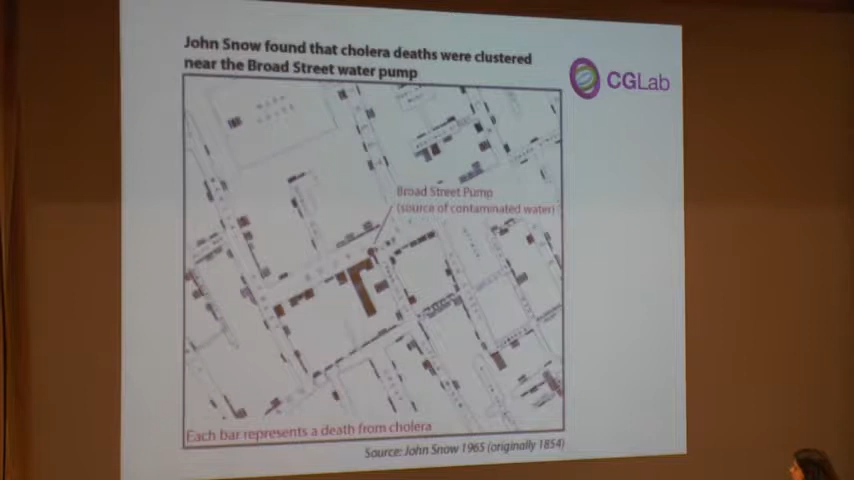 John Snow found that cholera deaths were clustered
near the Broad Street water pump
CGLab
Broad Street Pump
(source of contaminated water)
Each bar represents a death from cholera
Source: John Snow 1965 (originally 1854)